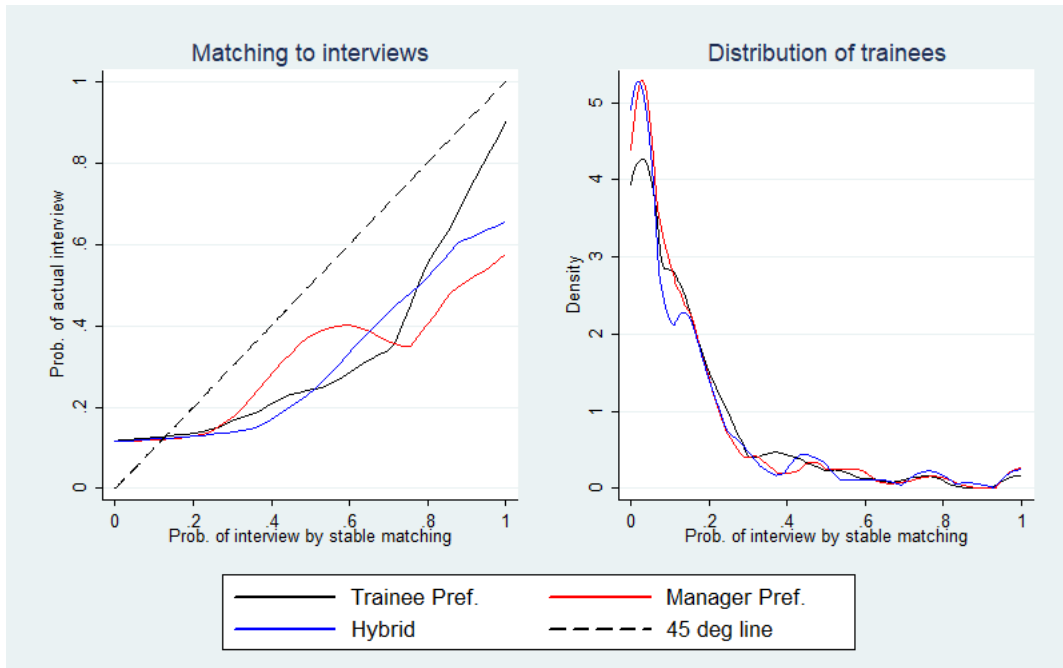 Matching to interviews
Prob. of actual interview
1
.8
.6
.4
.2
0
0 .2 .4 .6 .8 1
Prob. of interview by stable matching
Distribution of trainees
Density
5
4
3
2
1
0
0 .2 .4 .6 .8 1
Prob. of interview by stable matching
Trainee Pref. Manager Pref.
Hybrid 45 deg line